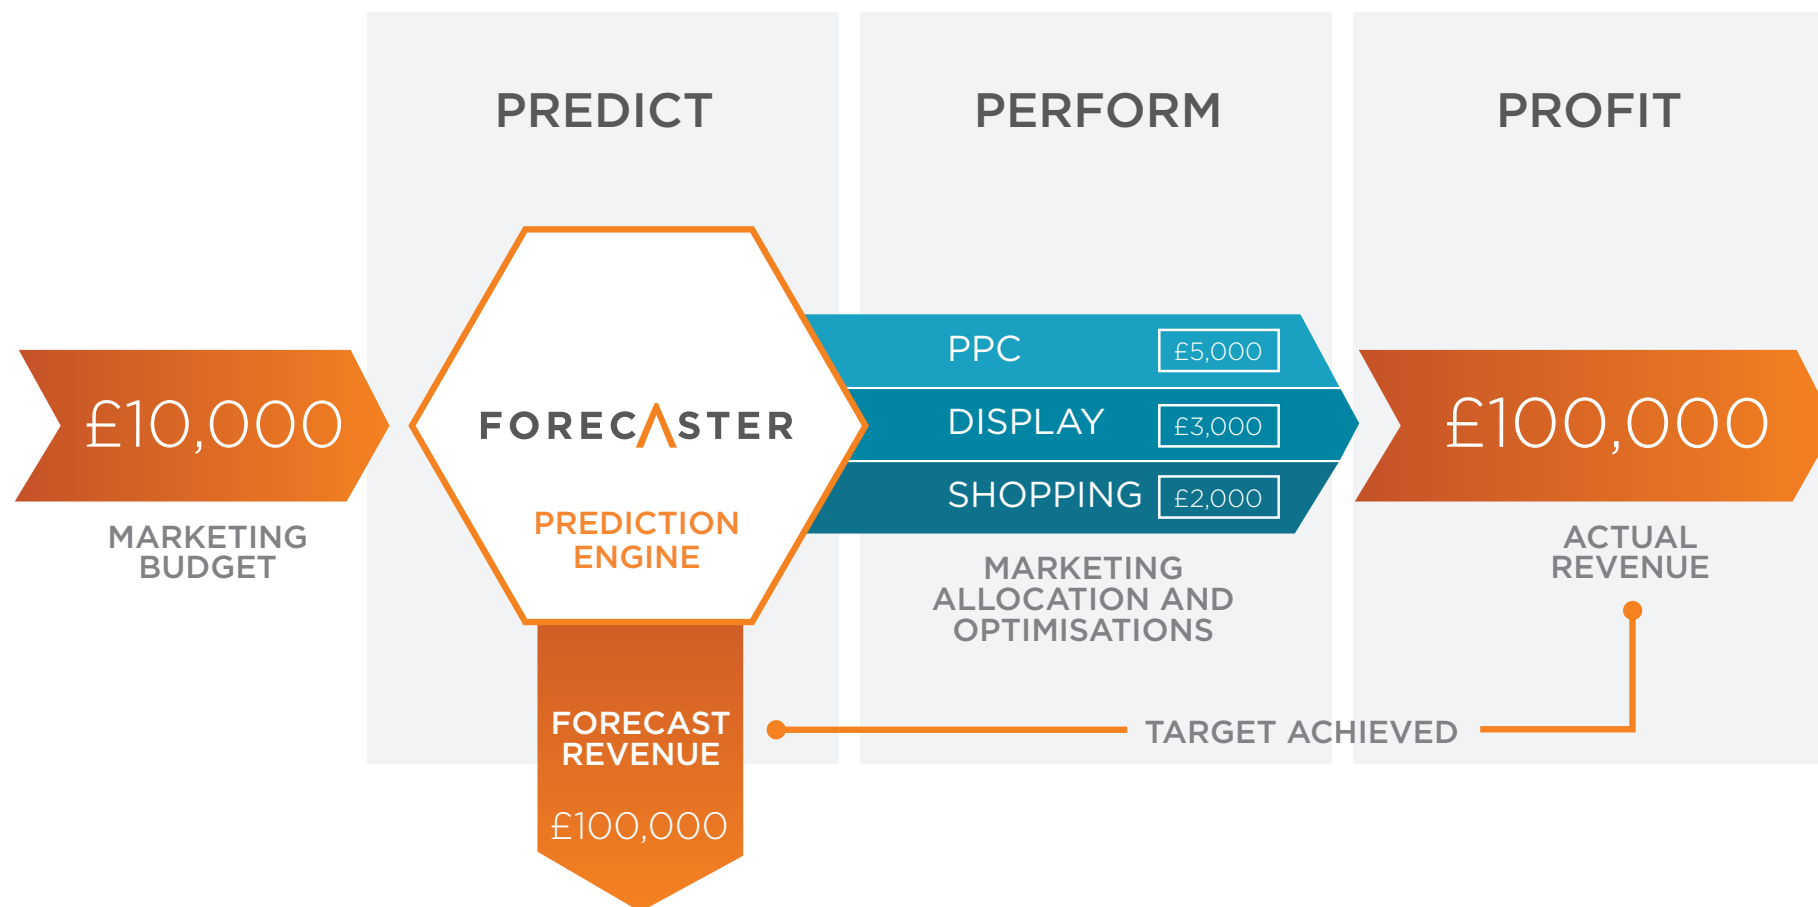 PREDICT
PERFORM
PROFIT
£10,000
MARKETING
BUDGET
FORECASTER
PREDICTION
ENGINE
PPC
£5,000
DISPLAY
£3,000
SHOPPING
£2,000
MARKETING
ALLOCATION AND
OPTIMISATIONS
£100,000
ACTUAL
REVENUE
FORECAST
REVENUE
£100,000
TARGET ACHIEVED